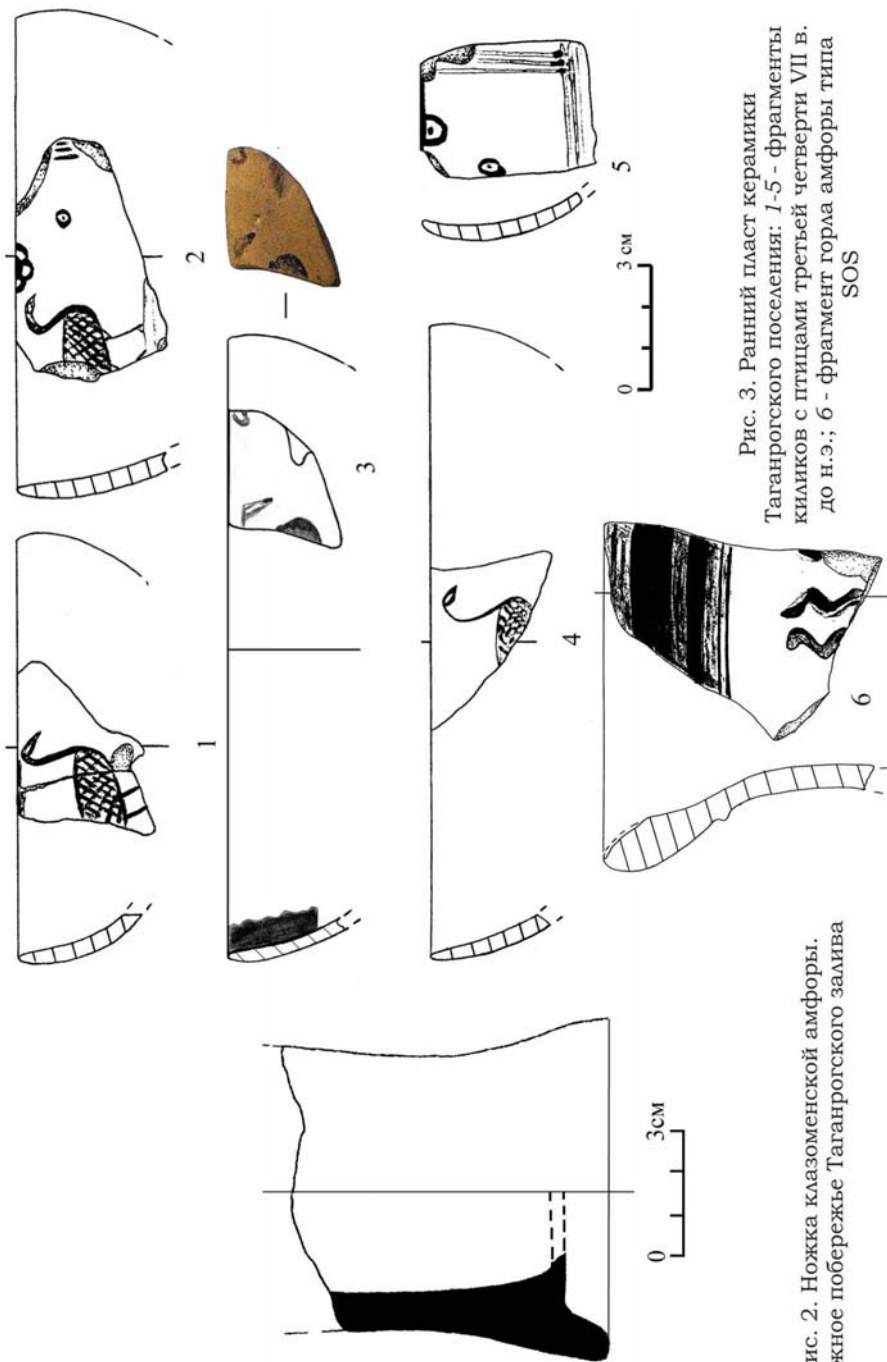 1
2
3
4
5
6
0 3см
0 3 см
ис. 2. Ножка клазоменской амфоры.
жное побережье Таганрогского залива
Рис. 3. Ранний пласт керамики
Таганрогского поселения: 1-5 - фрагменты
киликов с птицами третьей четверти VII в.
до н.э.; 6 - фрагмент горла амфоры типа
SOS